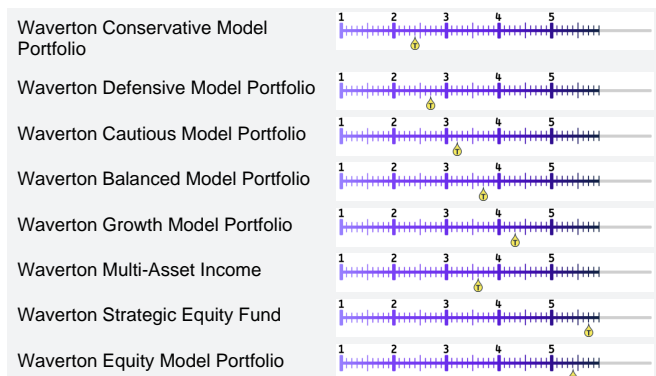 Waverton Conservative Model 1 2 3 4 5
Portfolio T
Waverton Defensive Model Portfolio 1 2 3 4 5
T
Waverton Cautious Model Portfolio 1 2 3 4 5
T
Waverton Balanced Model Portfolio 1 2 3 4 5
T
Waverton Growth Model Portfolio 1 2 3 4 5
T
Waverton Multi-Asset Income 1 2 3 4 5
T
Waverton Strategic Equity Fund 1 2 3 4 5
T
Waverton Equity Model Portfolio 1 2 3 4 5